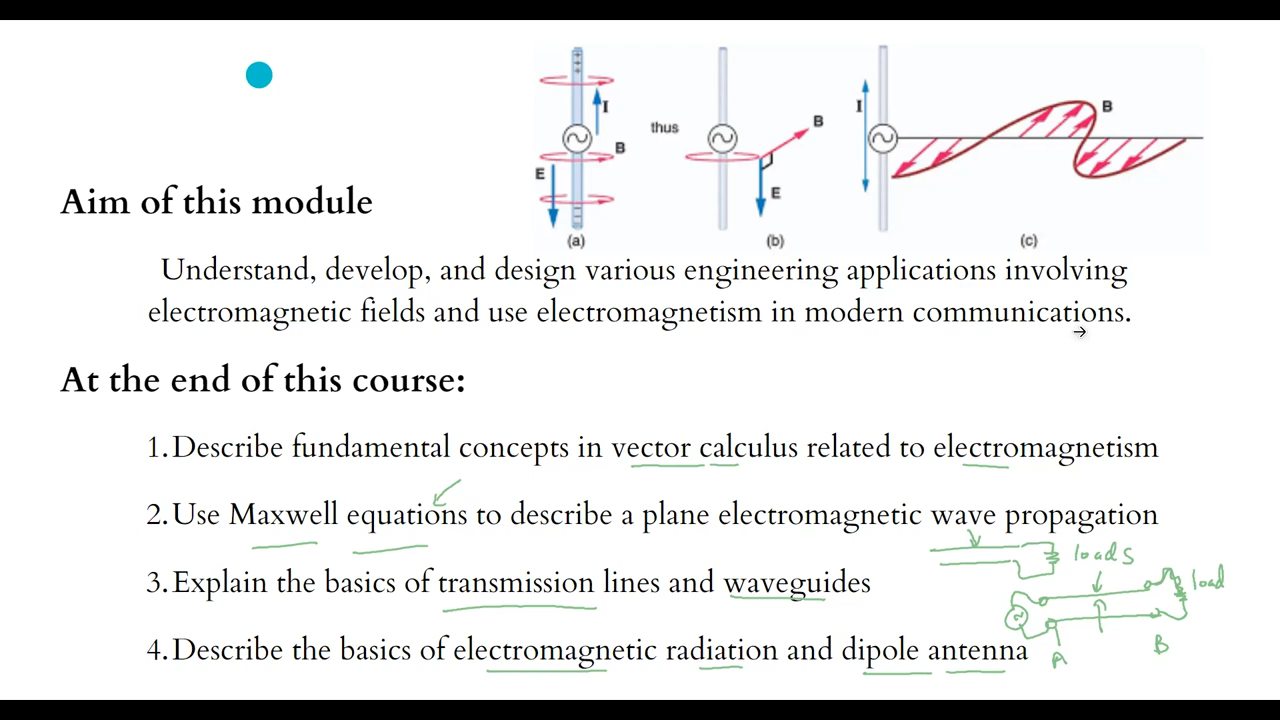 I
B
E
(a)
thus
B
E
(b)
I
B
(c)
Aim of this module
Understand, develop, and design various engineering applications involving
electromagnetic fields and use electromagnetism in modern communications.
At the end of this course:
1. Describe fundamental concepts in vector calculus related to electromagnetism
2. Use Maxwell equations to describe a plane electromagnetic wave propagation
loads
3. Explain the basics of transmission lines and waveguides
load
4. Describe the basics of electromagnetic radiation and dipole antenna
A
B